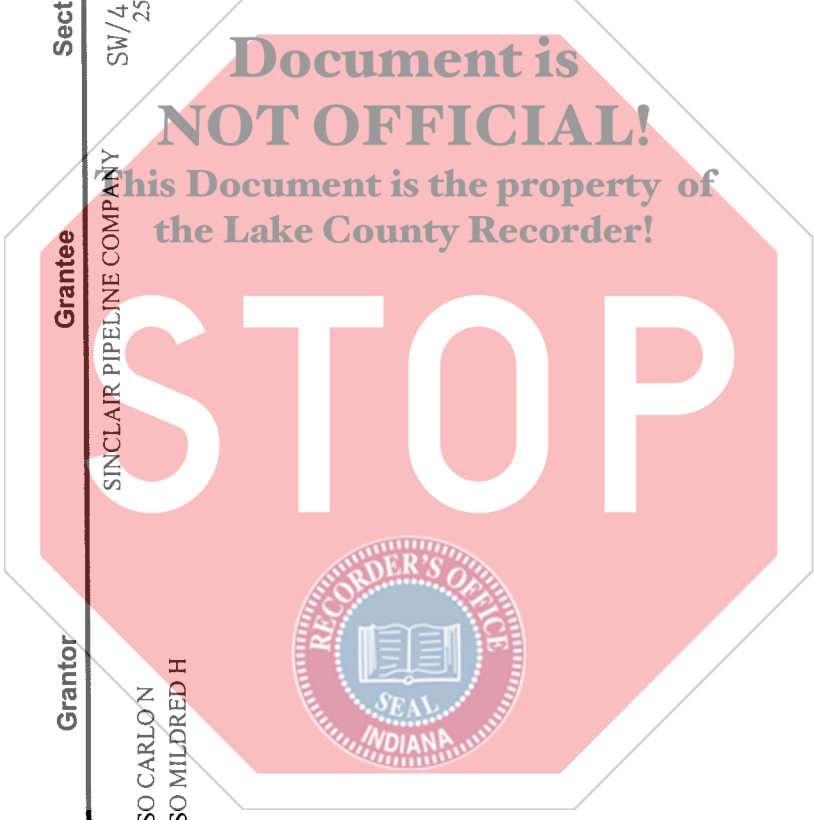 Document is
NOT OFFICIAL!
This Document is the property of
the Lake County Recorder!
STOP
RECORDER'S OFFICE
SEAL
INDIANA
Grantor
Grantee
Sect
SO CARLO N
SO MILDRED H
SINCLAIR PIPELINE COMPANY
SW/4
25